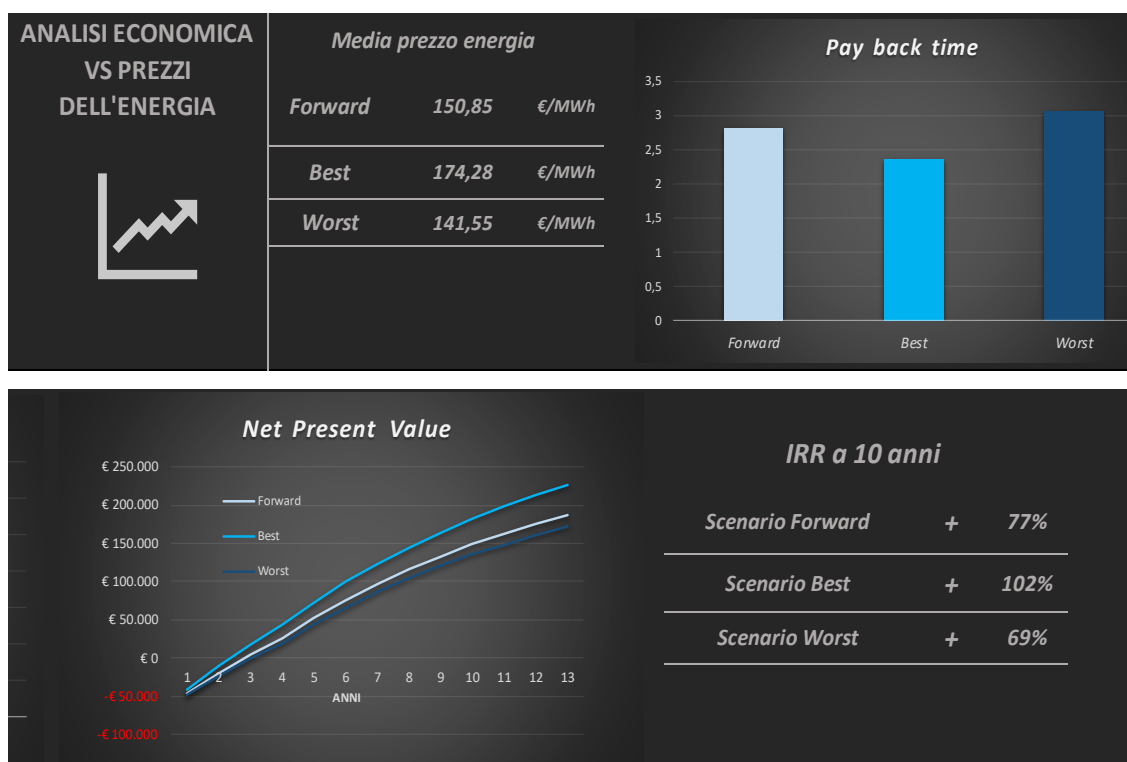 ANALISI ECONOMICA
VS PREZZI
DELL'ENERGIA
Media prezzo energia
Forward 150,85 €/MWh
Best 174,28 €/MWh
Worst 141,55 €/MWh
Pay back time
3,5
3
2,5
2
1,5
1
0,5
0
Forward Best Worst
Net Present Value
€ 250.000
€ 200.000
€ 150.000
€ 100.000
€ 50.000
€ 0
-€ 50.000
-€ 100.000
Forward
Best
Worst
1 2 3 4 5 6 7 8 9 10 11 12 13
ANNI
IRR a 10 anni
Scenario Forward + 77%
Scenario Best + 102%
Scenario Worst + 69%